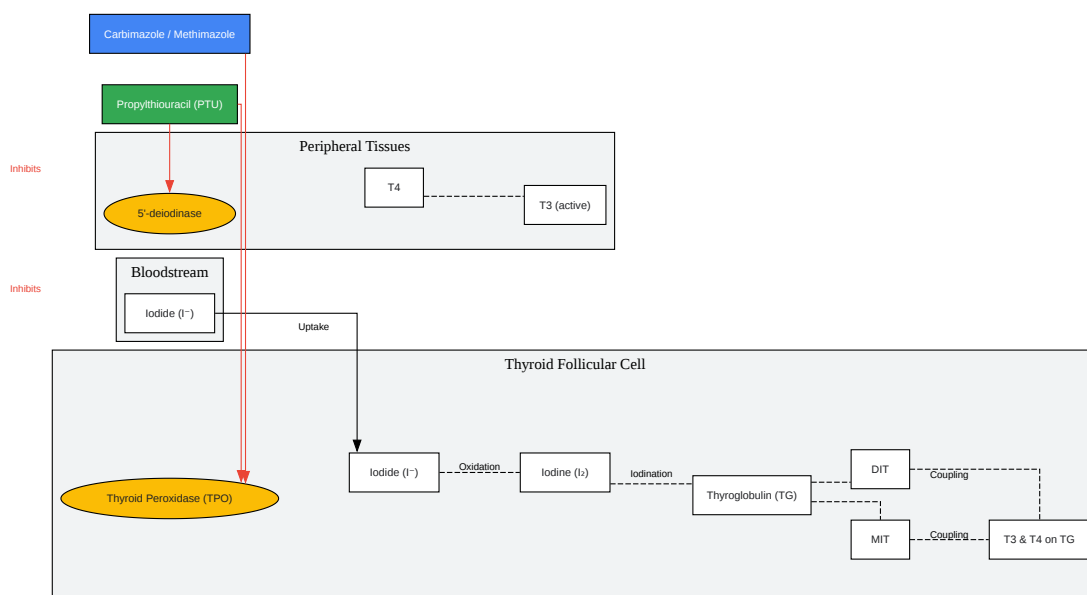 Carbimazole / Methimazole
Propylthiouracil (PTU)
Peripheral Tissues
Inhibits
T4
T3 (active)
5'-deiodinase
Bloodstream
Inhibits
Iodide (I⁻)
Uptake
Thyroid Follicular Cell
Iodide (I⁻)
Oxidation
Iodine (I₂)
Iodination
Thyroglobulin (TG)
DIT
Coupling
Thyroid Peroxidase (TPO)
MIT
Coupling
T3 & T4 on TG